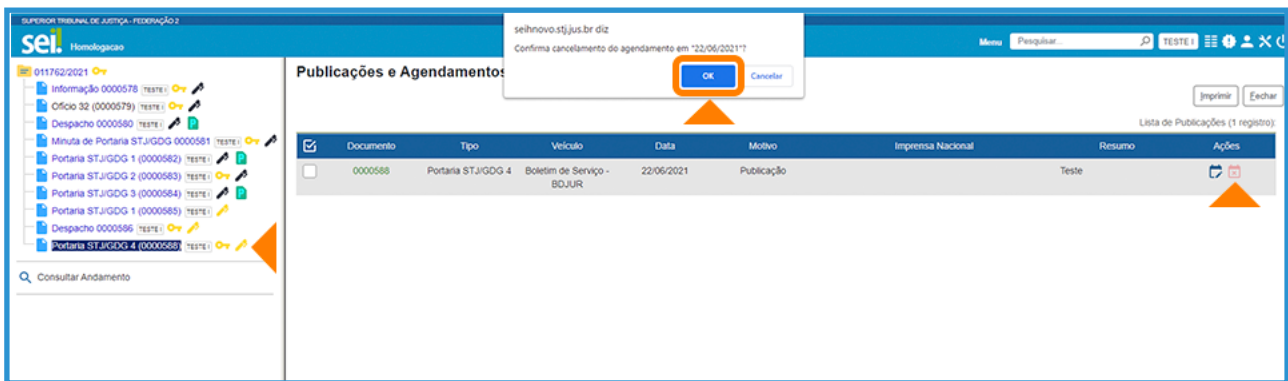 SUPERIOR TRIBUNAL DE JUSTIÇA - FEDERAÇÃO 2
sei! Homologacao
seihnovo.stj.jus.br diz
Confirma cancelamento do agendamento em "22/06/2021"?
OK Cancelar
Menu Pesquisar... TESTE I
011762/2021
Informação 0000578 TESTE I
Ofício 32 (0000579) TESTE I
Despacho 0000580 TESTE I P
Minuta de Portaria STJ/GDG 0000581 TESTE I
Portaria STJ/GDG 1 (0000582) TESTE I P
Portaria STJ/GDG 2 (0000583) TESTE I
Portaria STJ/GDG 3 (0000584) TESTE I P
Portaria STJ/GDG 1 (0000585) TESTE I
Despacho 0000586 TESTE I
Portaria STJ/GDG 4 (0000588) TESTE I
Consultar Andamento
Publicações e Agendamentos
Imprimir Fechar
Lista de Publicações (1 registro):
Documento Tipo Veículo Data Motivo Imprensa Nacional Resumo Ações
0000588 Portaria STJ/GDG 4 Boletim de Serviço - 22/06/2021 Publicação Teste
BDJUR